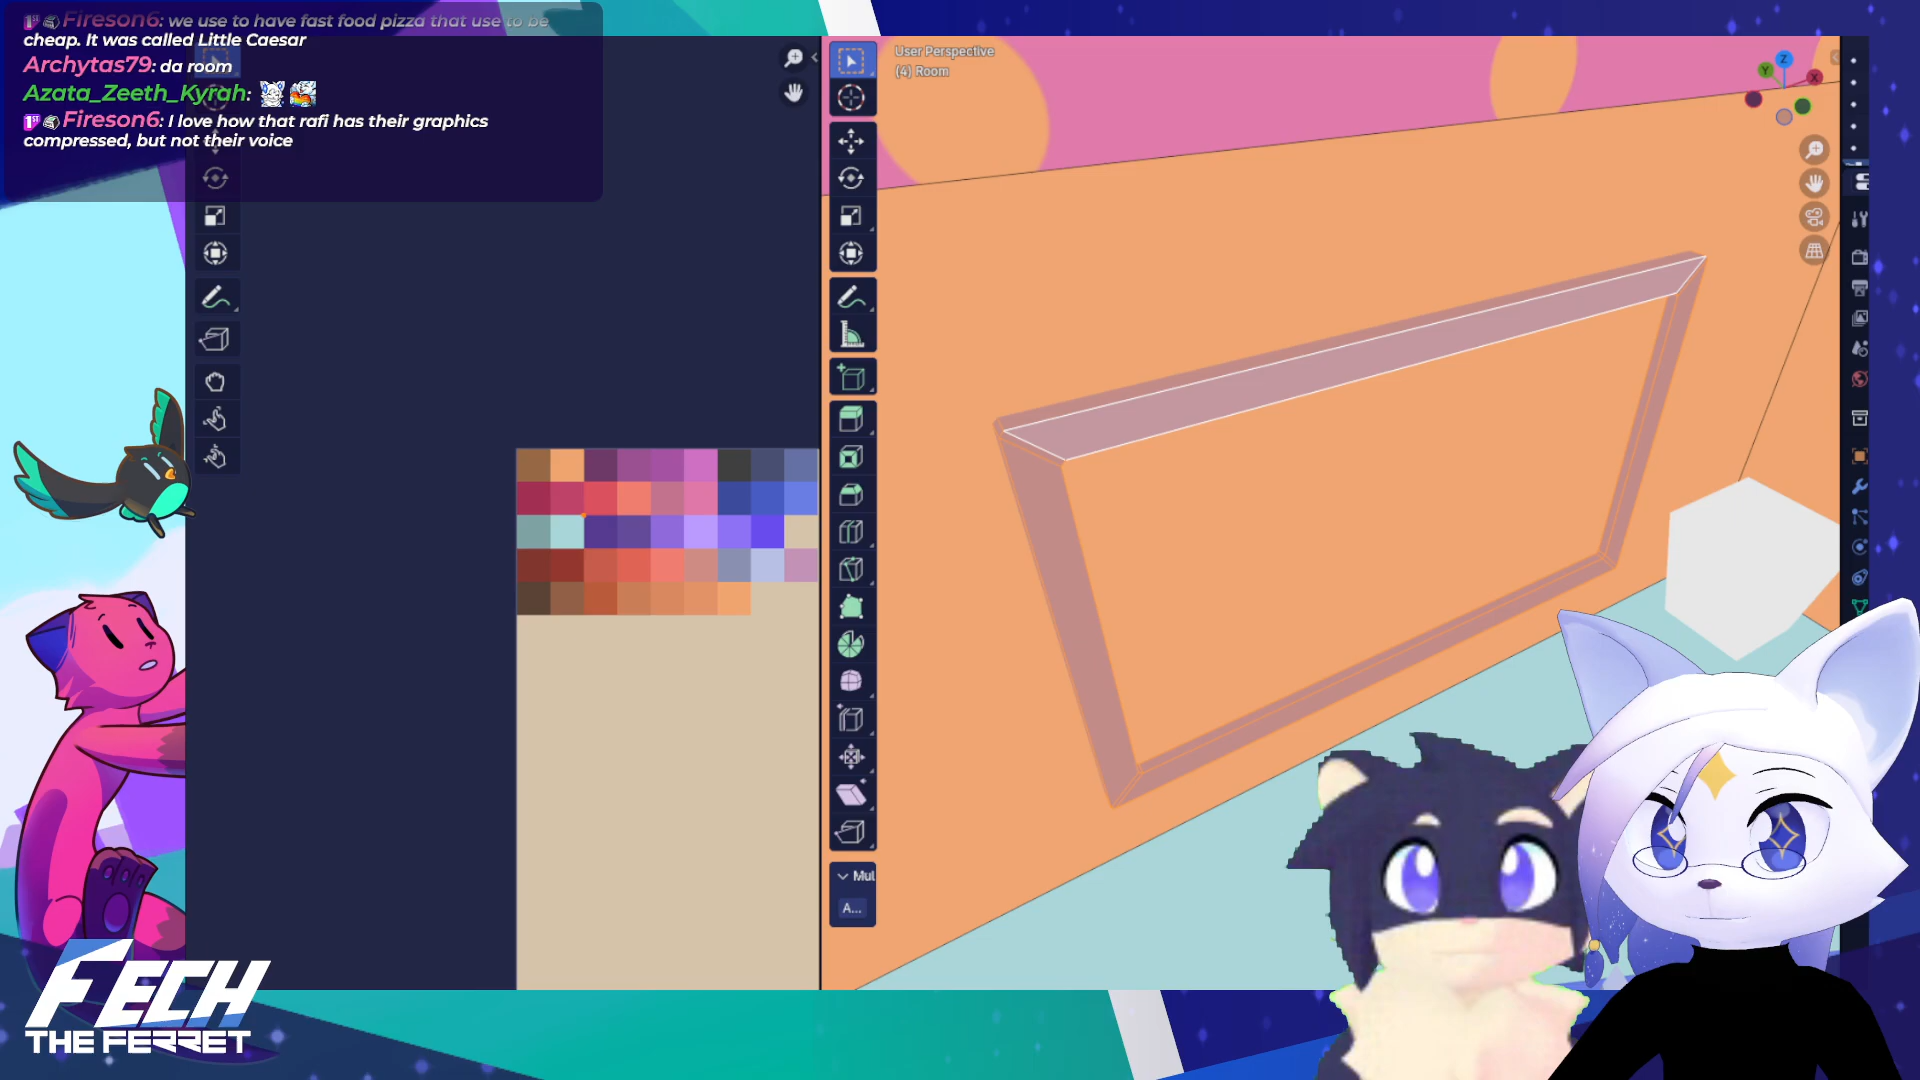 1ST Fireson6: we use to have fast food pizza that use to be
cheap. It was called Little Caesar
Archytas79: da room
Azata_Zeeth_Kyrah:
1ST Fireson6: I love how that rafi has their graphics
compressed, but not their voice
User Perspective
(4) Room
Z
Y
X
Mul
A...
FECH
THE FERRET